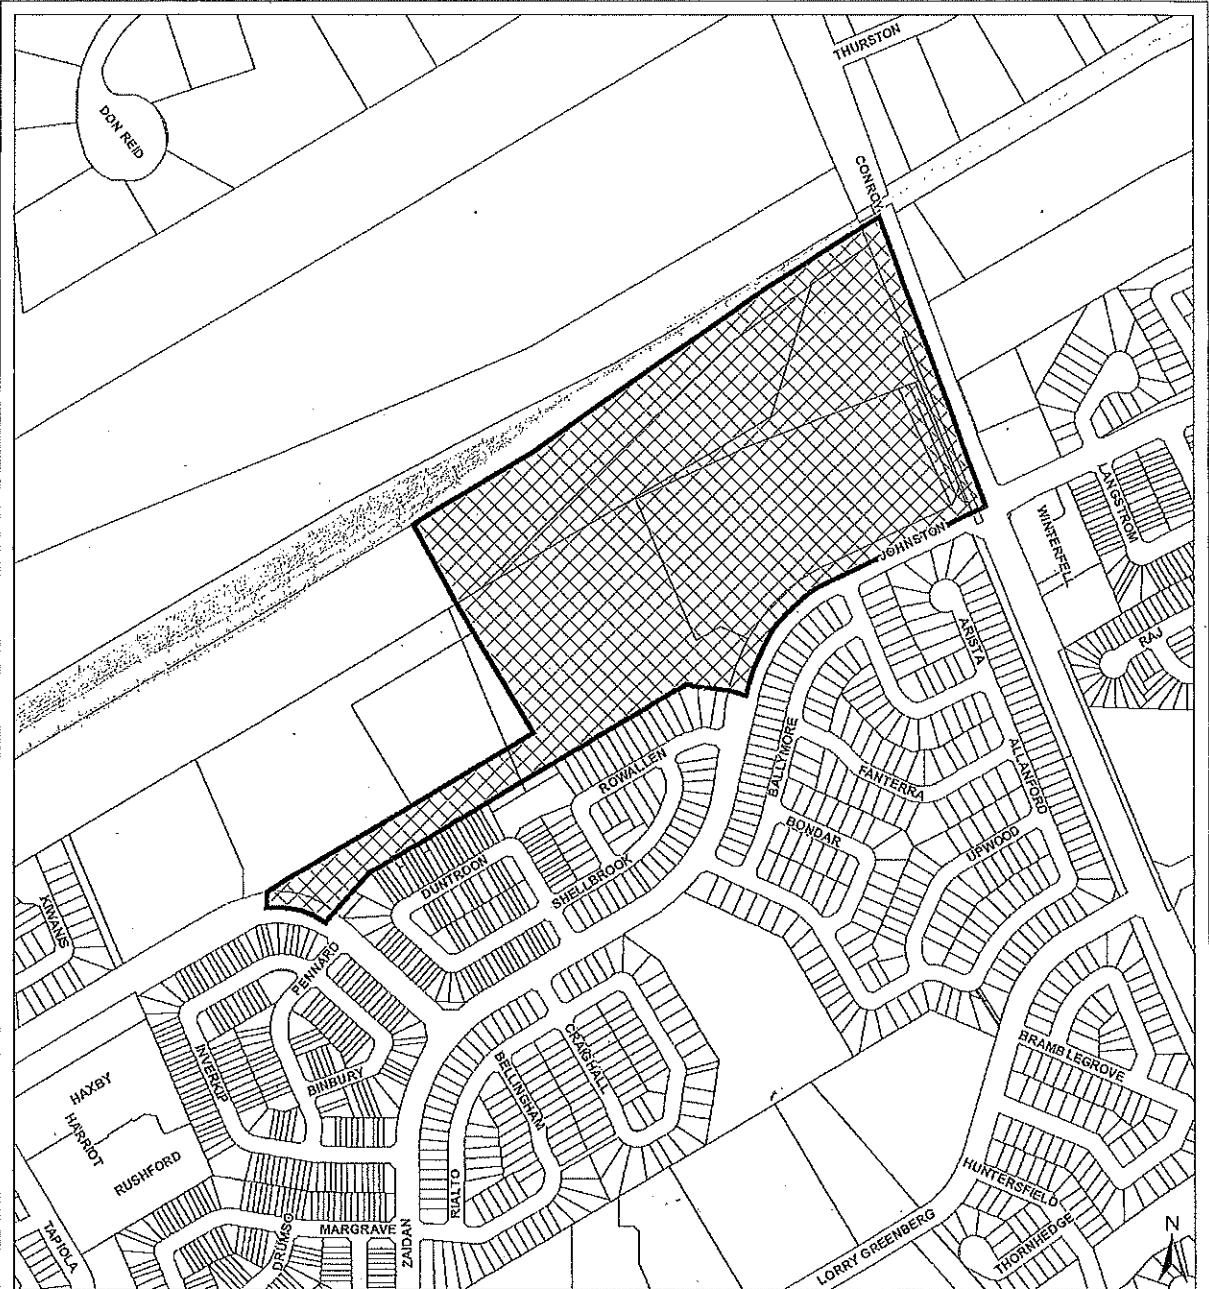 THURSTON
DON REID
CONROY
LANGSTROM
WINTERFELL
JOHNSTON
RAJ
ARISTA
BALLYMORE
ROWALLEN
FANTERRA
ALLANFORD
BONDAR
UPWOOD
DUNTROON
SHELLBROOK
KIWANIS
PENNARD
INVERKIP
BINBURY
CRAIGHALL
BELLINGHAM
BRAMBLEGROVE
HAXBY
HARRIOT
RUSHFORD
HUNTERSFIELD
RIALTO
MARGRAVE
ZAIDAN
TAPIOLA
LORRY GREENBERG
THORNHEDGE
N